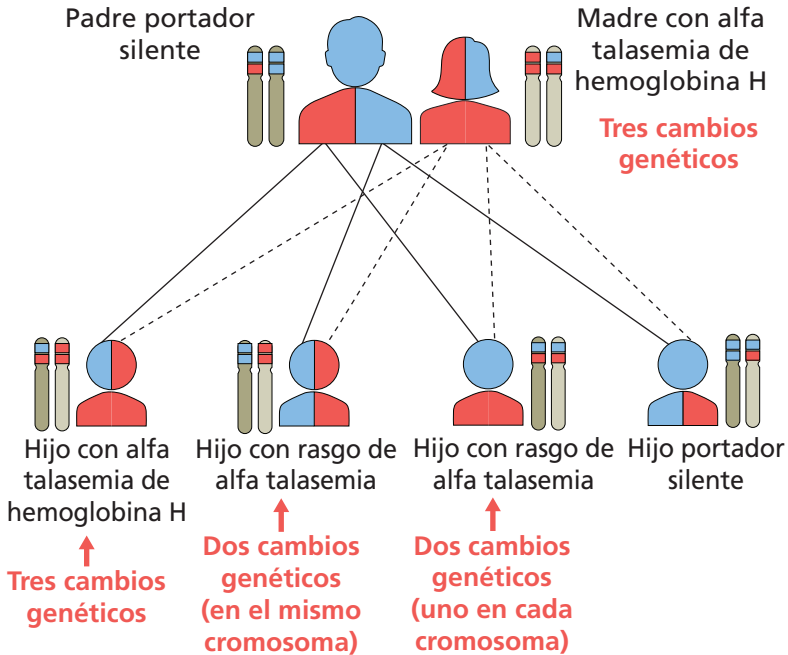 Padre portador
silente
Madre con alfa
talasemia de
hemoglobina H
Tres cambios
genéticos
Hijo con alfa
talasemia de
hemoglobina H
Tres cambios
genéticos
Hijo con rasgo de
alfa talasemia
Dos cambios
genéticos
(en el mismo
cromosoma)
Hijo con rasgo de
alfa talasemia
Dos cambios
genéticos
(uno en cada
cromosoma)
Hijo portador
silente